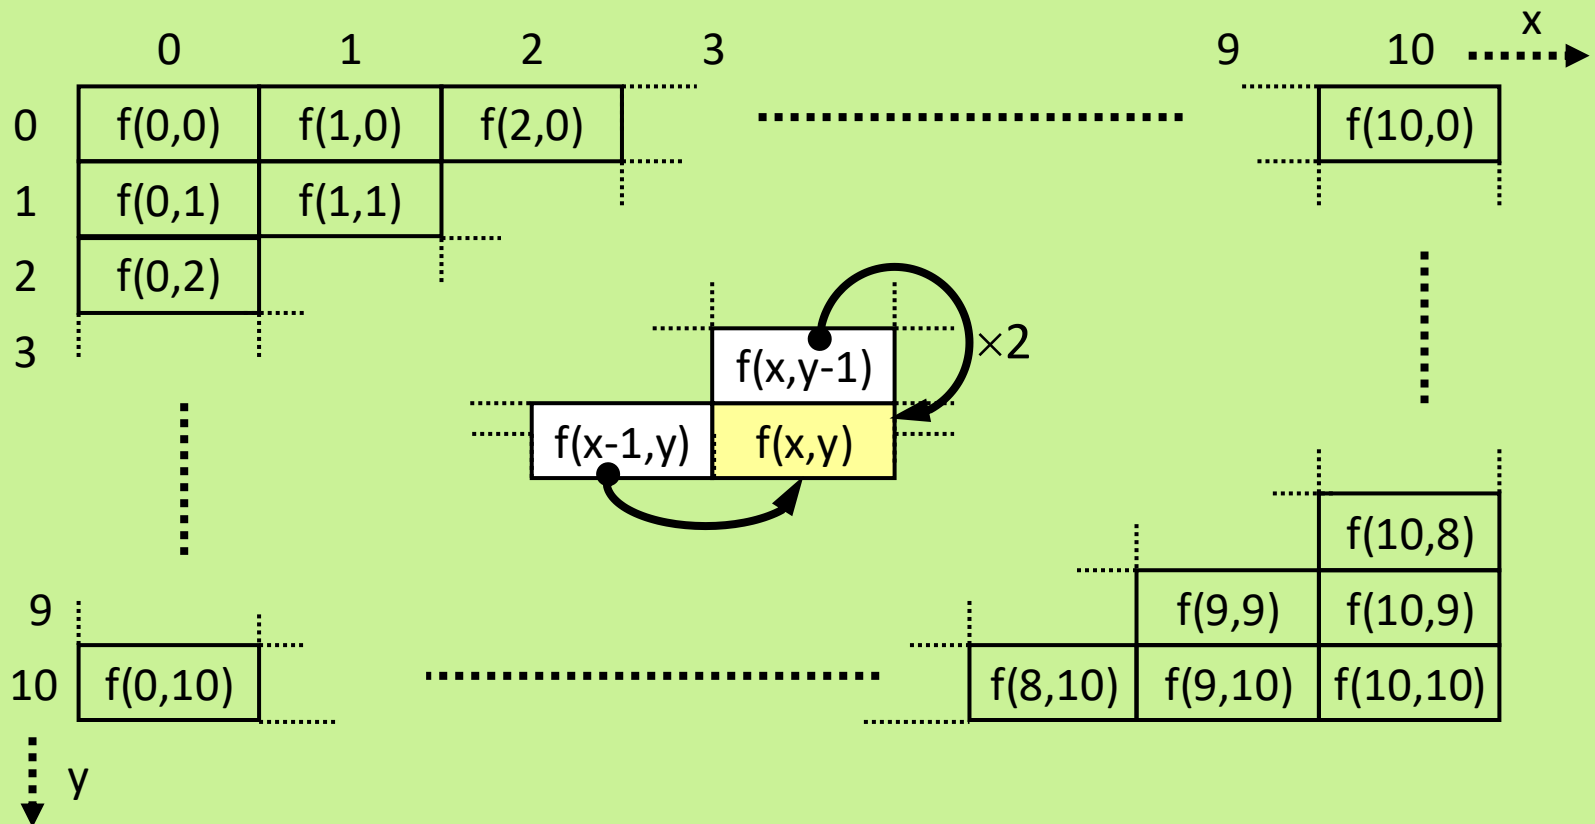 x
0 1 2 3 9 10
0 f(0,0) f(1,0) f(2,0) f(10,0)
1 f(0,1) f(1,1)
2 f(0,2)
3 f(x,y-1) ×2
f(x-1,y) f(x,y)
f(10,8)
9 f(9,9) f(10,9)
10 f(0,10) f(8,10) f(9,10) f(10,10)
y